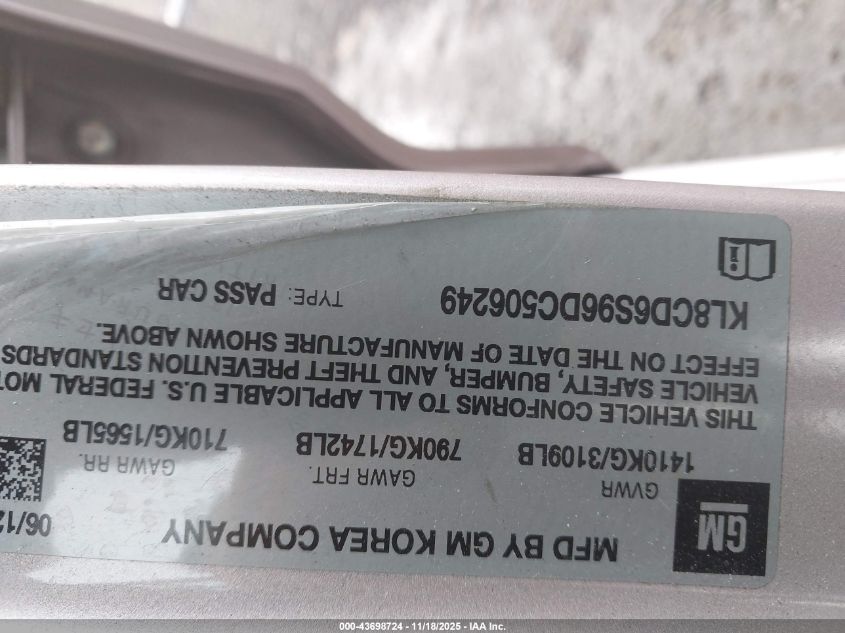 MFD BY GM KOREA COMPANY 06/12
GM
GVWR GAWR FRT. GAWR RR.
1410KG/3109LB 790KG/1742LB 710KG/1565LB
THIS VEHICLE CONFORMS TO ALL APPLICABLE U.S. FEDERAL MOT
VEHICLE SAFETY, BUMPER, AND THEFT PREVENTION STANDARDS
EFFECT ON THE DATE OF MANUFACTURE SHOWN ABOVE.
KL8CD6S96DC506249 TYPE: PASS CAR
000-43698724 - 11/18/2025 - IAA Inc.